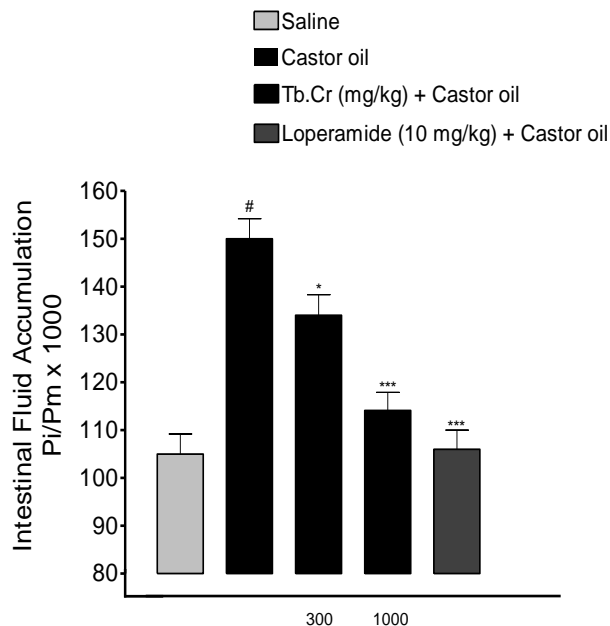 Saline
Castor oil
Tb.Cr (mg/kg) + Castor oil
Loperamide (10 mg/kg) + Castor oil
Intestinal Fluid Accumulation
Pi/Pm x 1000
160
150
140
130
120
110
100
90
80
#
*
***
***
300 1000